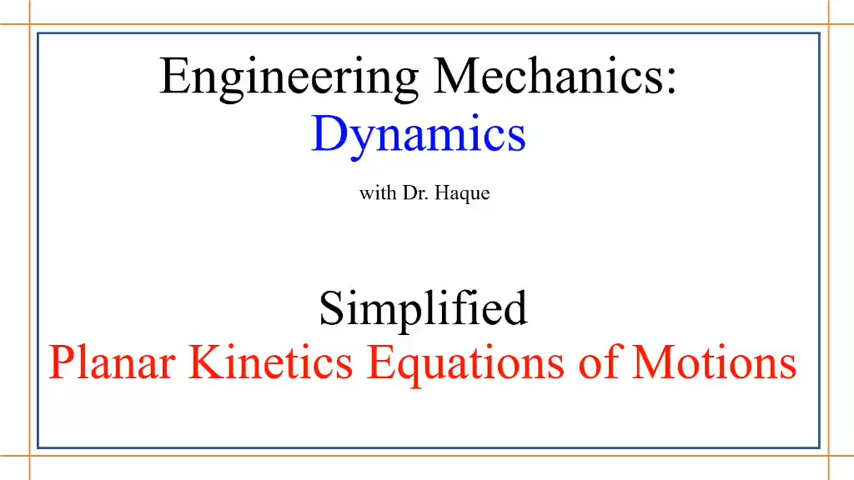 Engineering Mechanics:
Dynamics
with Dr. Haque
Simplified
Planar Kinetics Equations of Motions